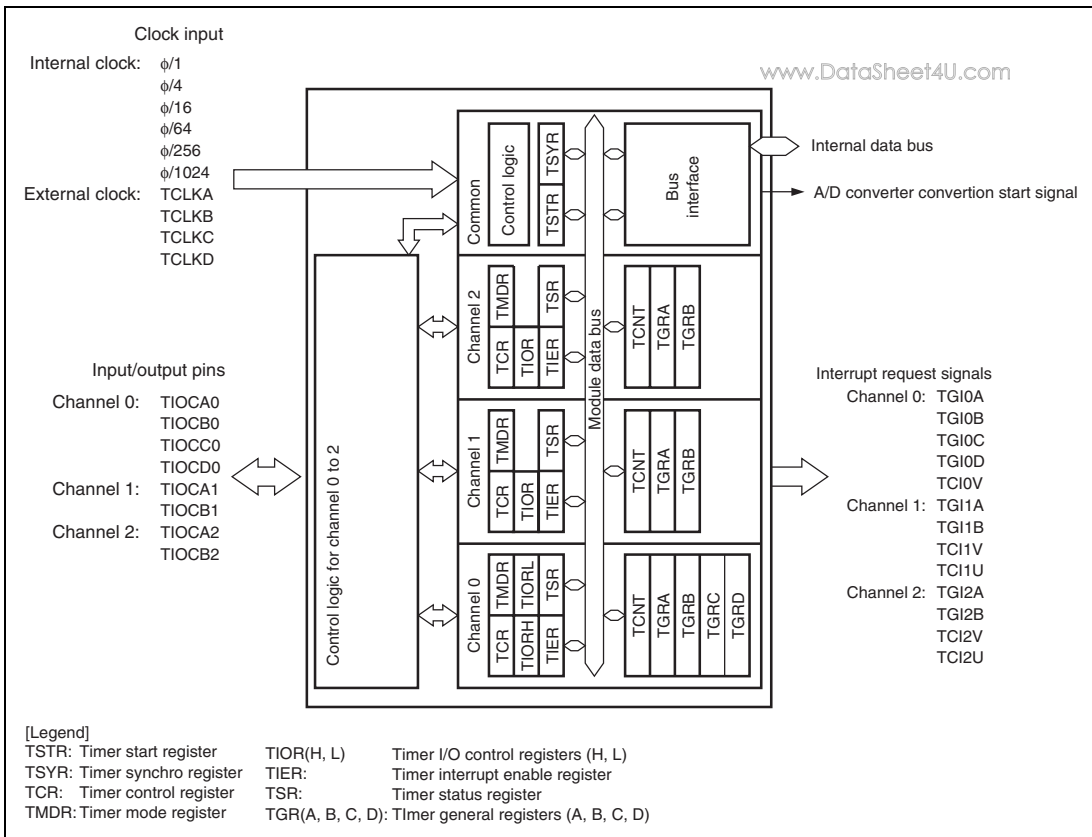 Clock input
www.DataSheet4U.com
Internal clock: ϕ/1
ϕ/4
ϕ/16
ϕ/64
ϕ/256
ϕ/1024
External clock: TCLKA
TCLKB
TCLKC
TCLKD
Common
Control logic
TSTR
TSYR
Bus interface
Internal data bus
A/D converter convertion start signal
Control logic for channel 0 to 2
Module data bus
Channel 2
TCR
TMDR
TIOR
TIER
TSR
TCNT
TGRA
TGRB
Channel 1
TCR
TMDR
TIOR
TIER
TSR
TCNT
TGRA
TGRB
Channel 0
TCR
TMDR
TIORH
TIORL
TIER
TSR
TCNT
TGRA
TGRB
TGRC
TGRD
Input/output pins
Channel 0: TIOCA0
TIOCB0
TIOCC0
TIOCD0
Channel 1: TIOCA1
TIOCB1
Channel 2: TIOCA2
TIOCB2
Interrupt request signals
Channel 0: TGI0A
TGI0B
TGI0C
TGI0D
TCI0V
Channel 1: TGI1A
TGI1B
TCI1V
TCI1U
Channel 2: TGI2A
TGI2B
TCI2V
TCI2U
[Legend]
TSTR: Timer start register TIOR(H, L) Timer I/O control registers (H, L)
TSYR: Timer synchro register TIER: Timer interrupt enable register
TCR: Timer control register TSR: Timer status register
TMDR: Timer mode register TGR(A, B, C, D): TImer general registers (A, B, C, D)